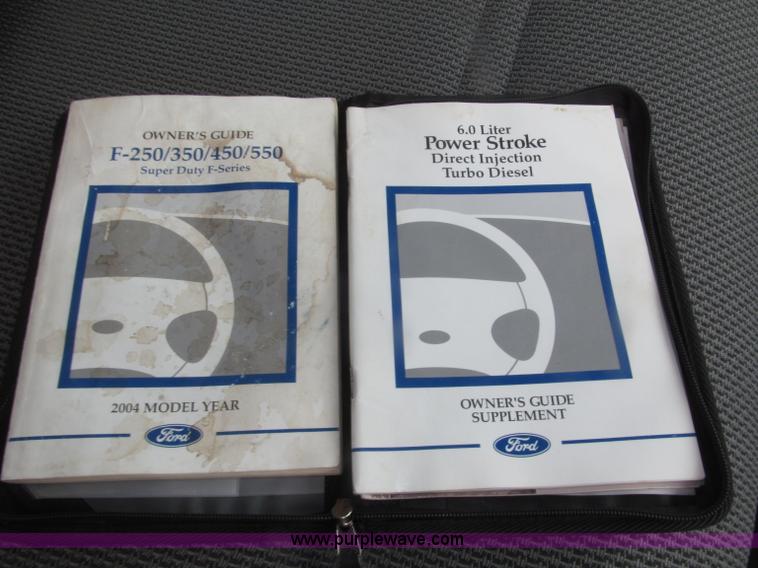 OWNER'S GUIDE
F-250/350/450/550
Super Duty F-Series
2004 MODEL YEAR
Ford
6.0 Liter
Power Stroke
Direct Injection
Turbo Diesel
OWNER'S GUIDE
SUPPLEMENT
Ford
www.purplewave.com